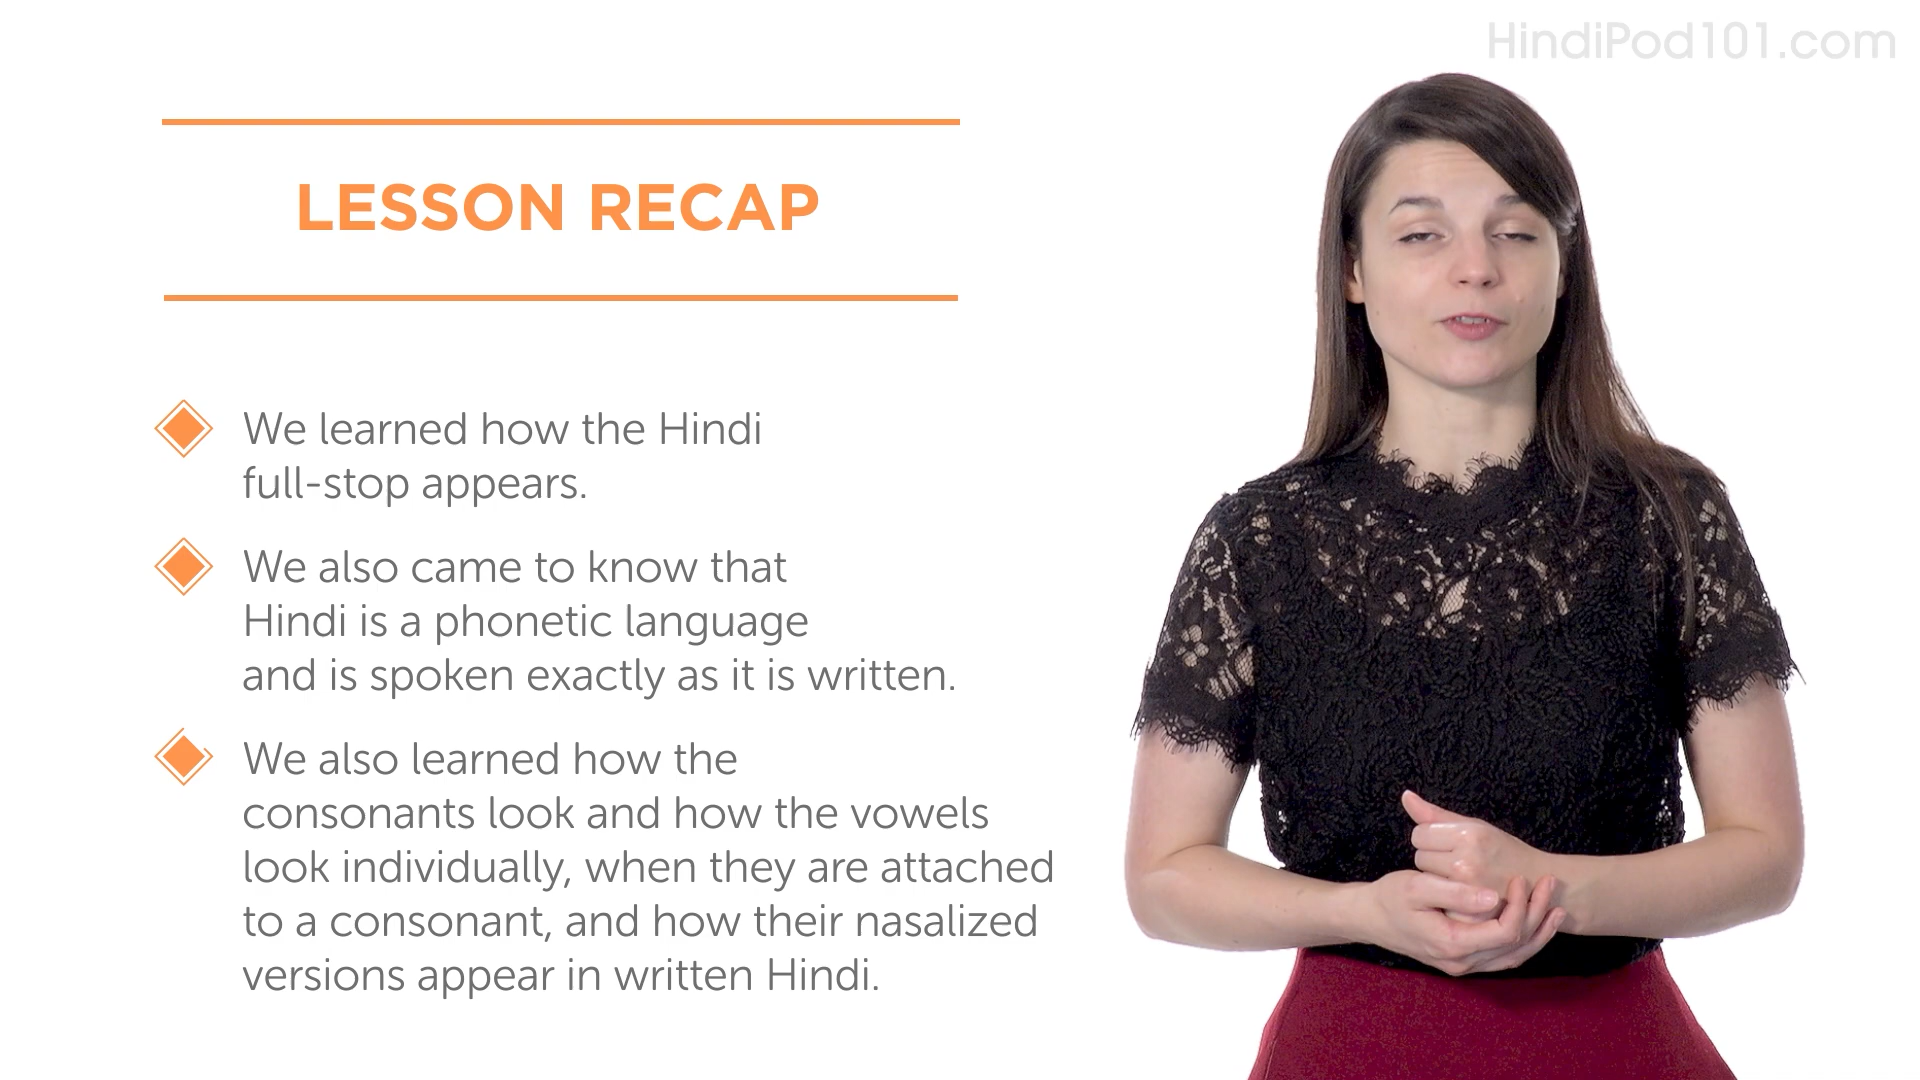 HindiPod101.com
LESSON RECAP
We learned how the Hindi
full-stop appears.
We also came to know that
Hindi is a phonetic language
and is spoken exactly as it is written.
We also learned how the
consonants look and how the vowels
look individually, when they are attached
to a consonant, and how their nasalized
versions appear in written Hindi.